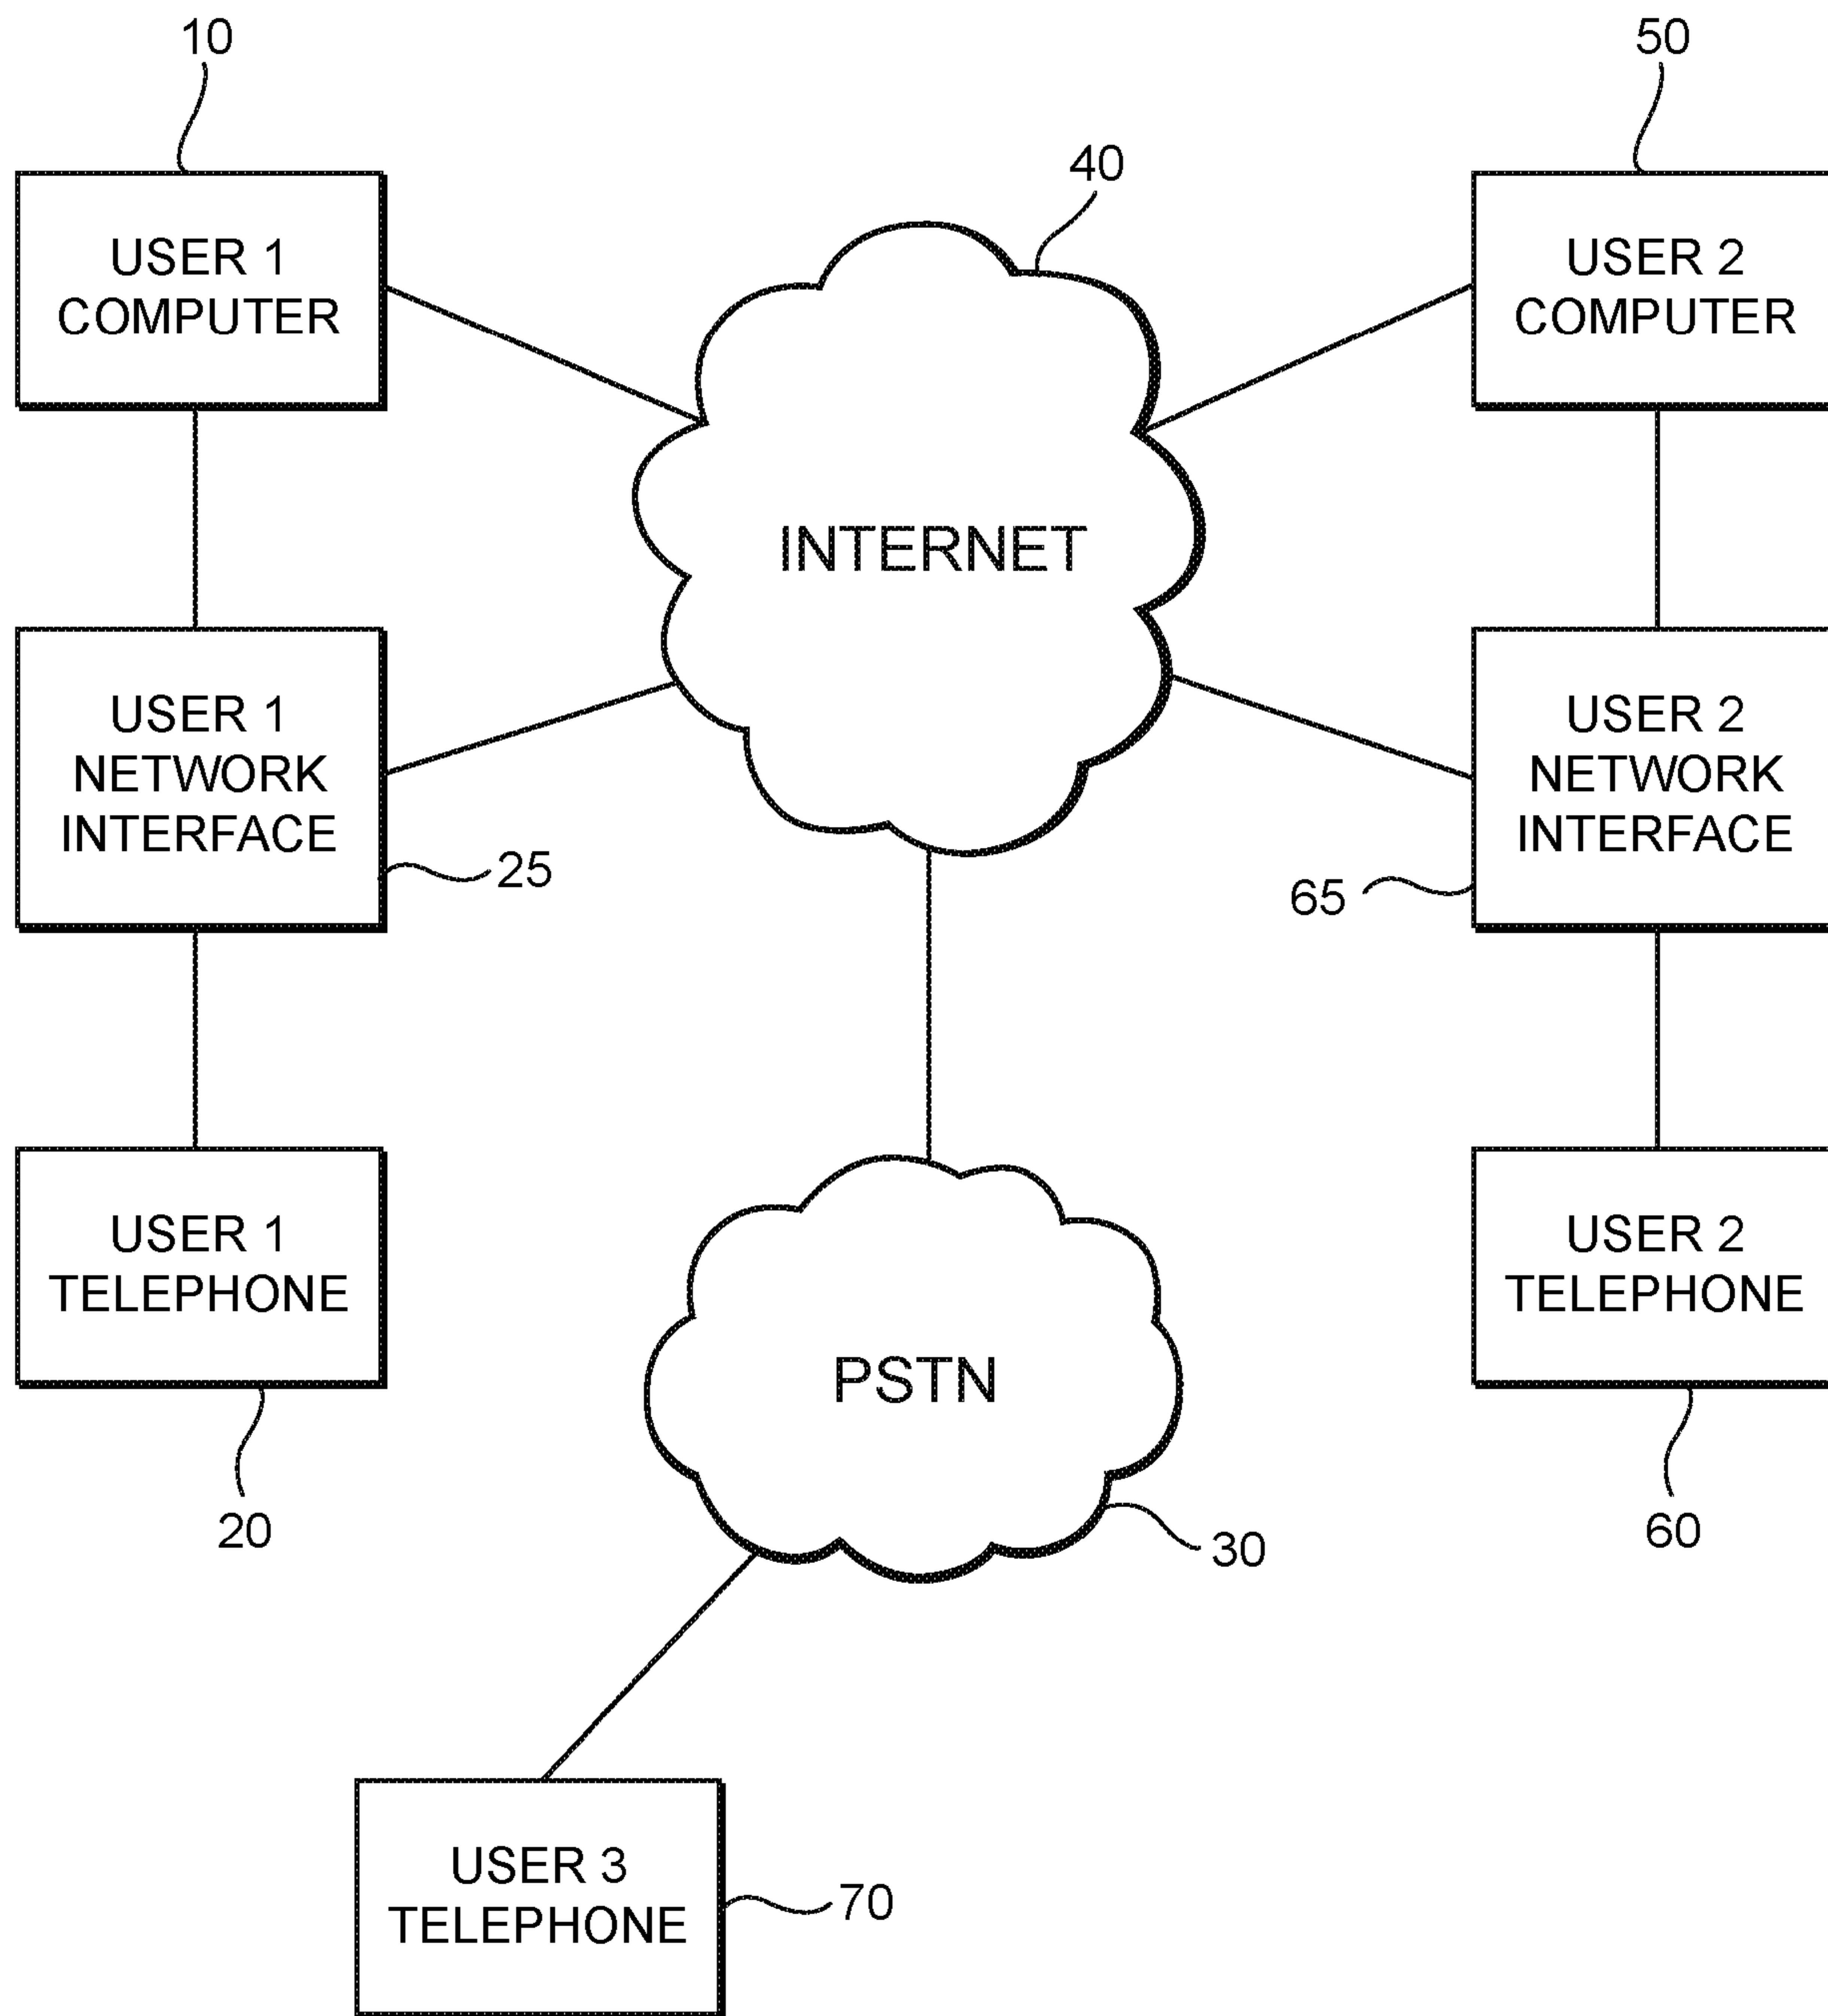 10
50
40
USER 1
COMPUTER
USER 2
COMPUTER
INTERNET
USER 1
NETWORK
INTERFACE
25
USER 2
NETWORK
INTERFACE
65
USER 1
TELEPHONE
20
PSTN
30
USER 2
TELEPHONE
60
USER 3
TELEPHONE
70